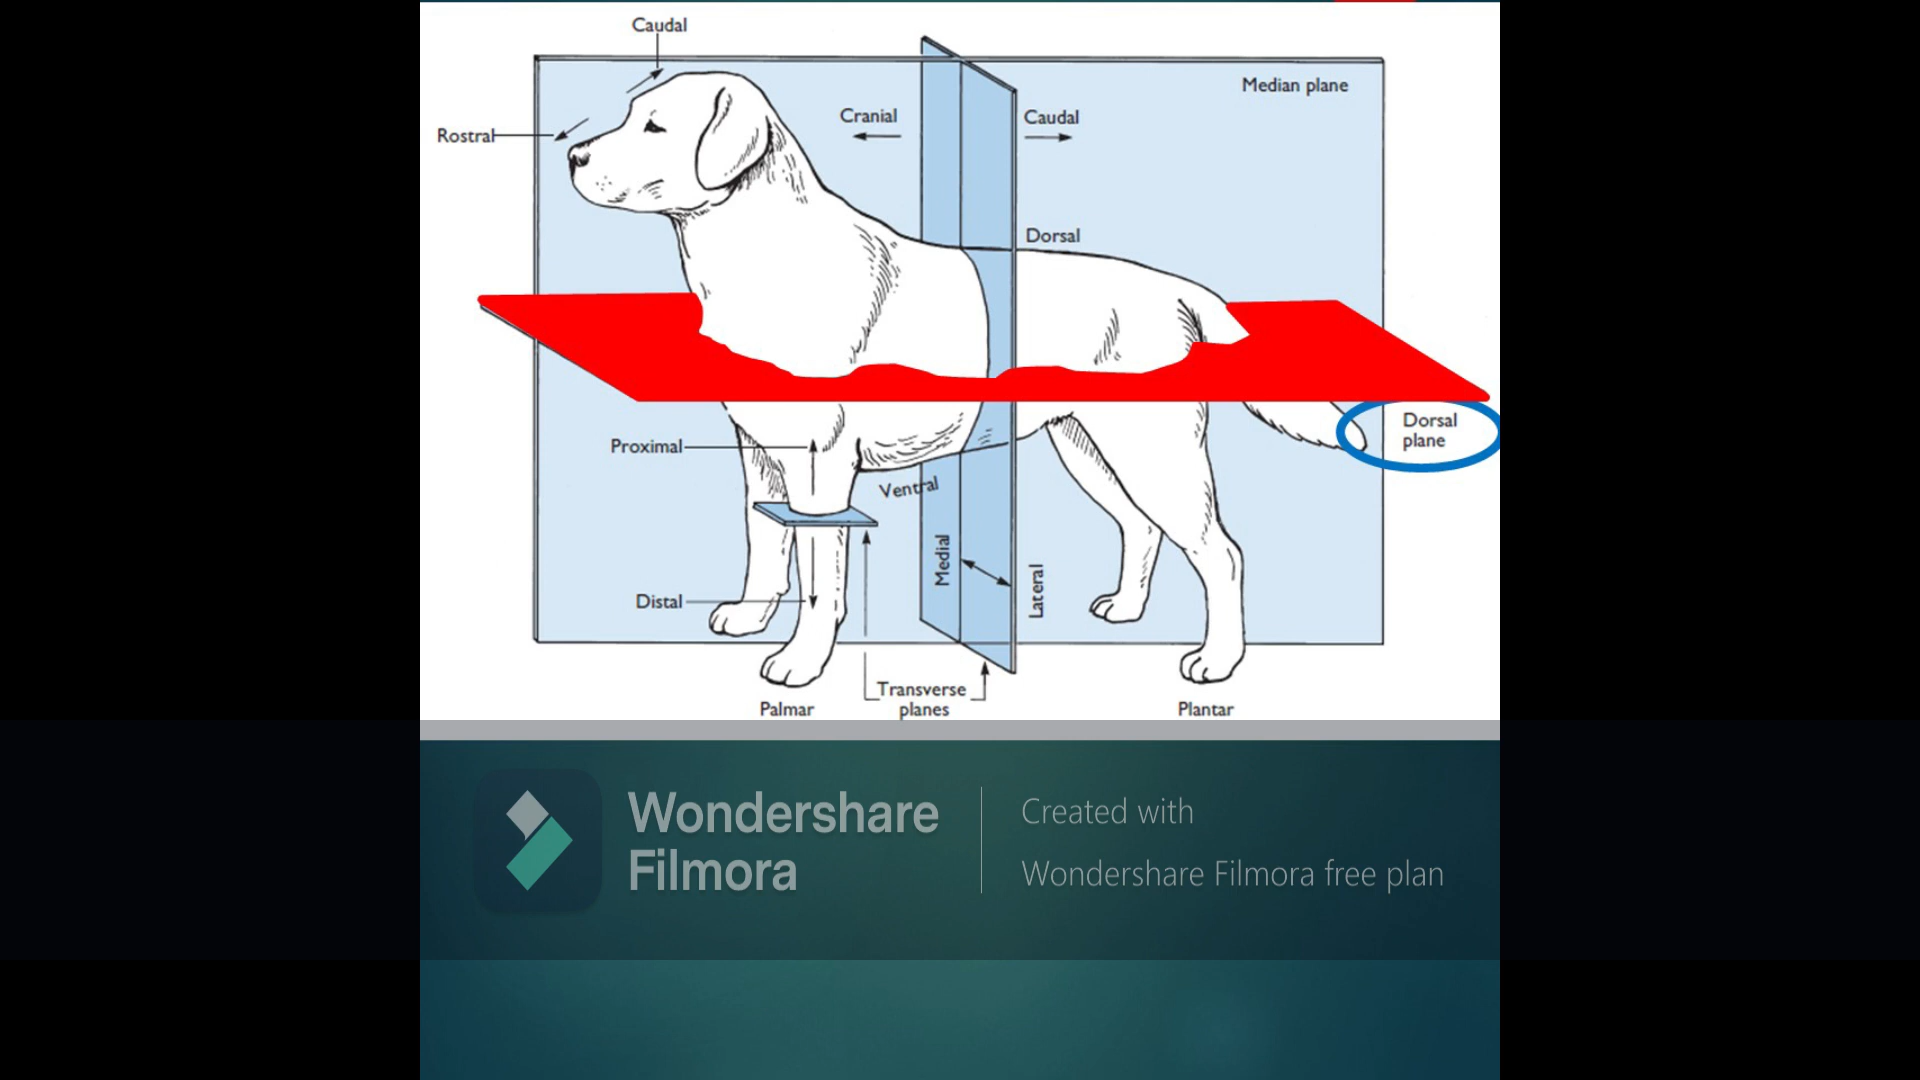 Caudal
Median plane
Cranial
Caudal
Rostral
Dorsal
Dorsal
plane
Proximal
Ventral
Medial
Lateral
Distal
Transverse
planes
Palmar
Plantar
Wondershare
Filmora
Created with
Wondershare Filmora free plan